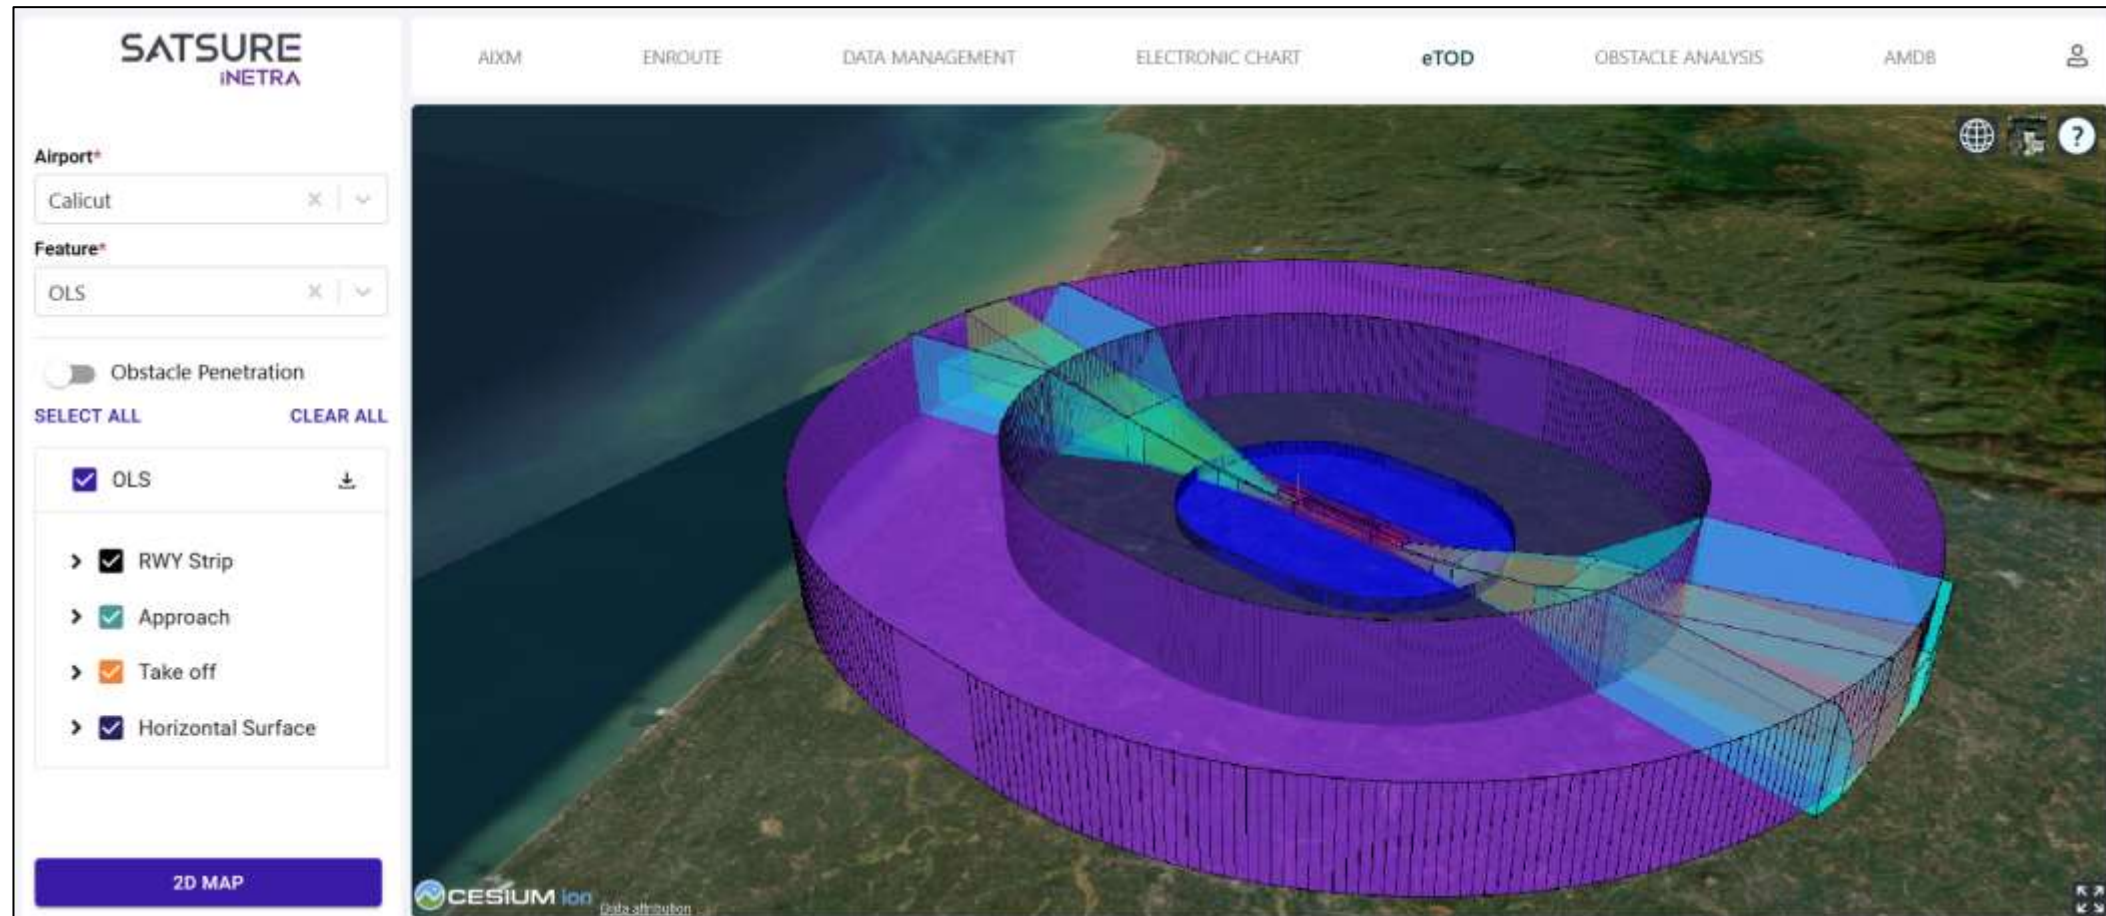 SATSURE
iNETRA
AIXM
ENROUTE
DATA MANAGEMENT
ELECTRONIC CHART
eTOD
OBSTACLE ANALYSIS
AMDB
Airport*
Calicut
Feature*
OLS
Obstacle Penetration
SELECT ALL
CLEAR ALL
OLS
RWY Strip
Approach
Take off
Horizontal Surface
2D MAP
?
CESIUM ion
Data attribution